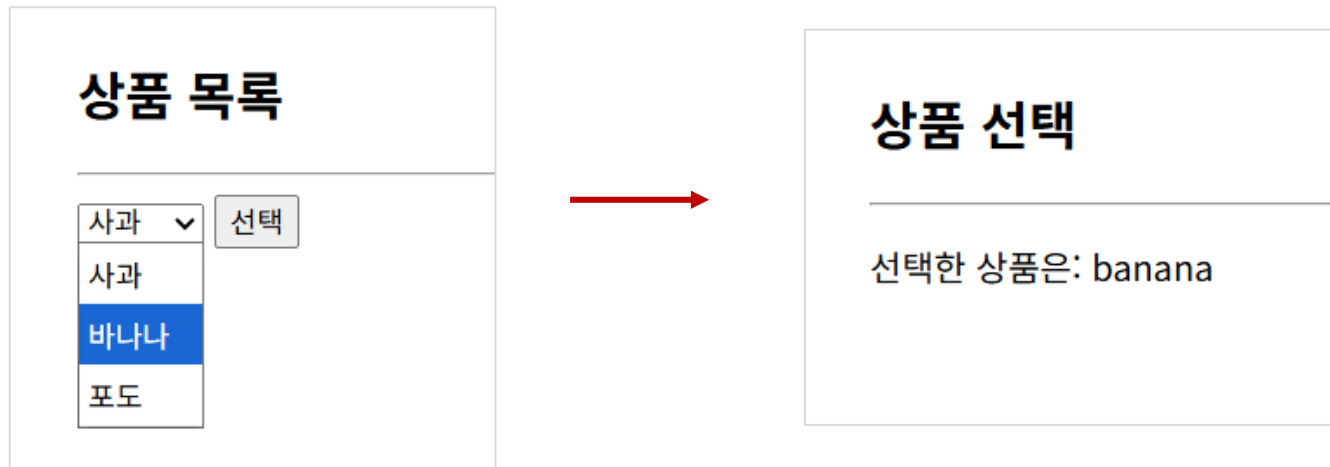 상품 목록
사과 선택
사과
바나나
포도
상품 선택
선택한 상품은: banana